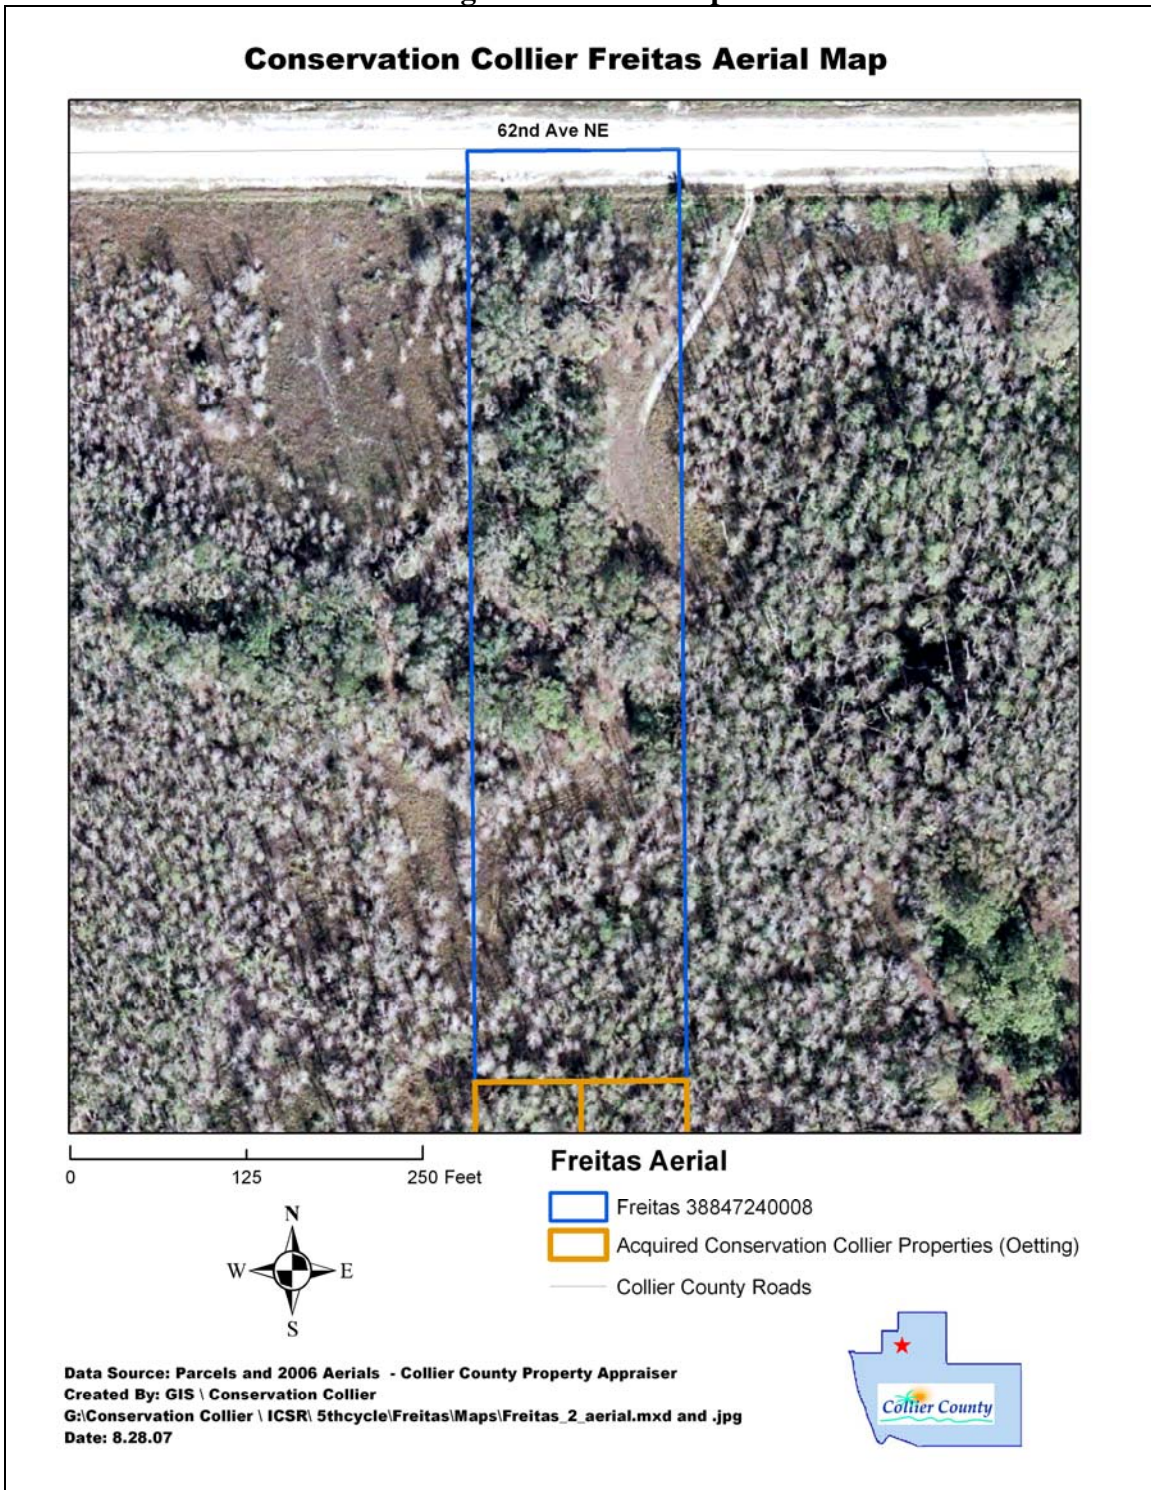 Conservation Collier Freitas Aerial Map
62nd Ave NE
0 125 250 Feet
Freitas Aerial
Freitas 38847240008
Acquired Conservation Collier Properties (Oetting)
Collier County Roads
N
W E
S
Collier County
Data Source: Parcels and 2006 Aerials - Collier County Property Appraiser
Created By: GIS \ Conservation Collier
G:\Conservation Collier \ ICSR\ 5thcycle\Freitas\Maps\Freitas_2_aerial.mxd and .jpg
Date: 8.28.07